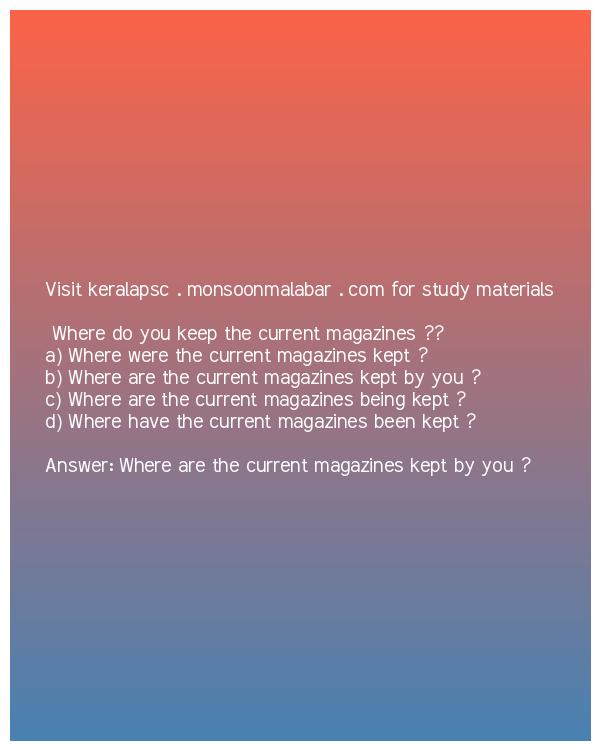 Visit keralapsc . monsoonmalabar . com for study materials
Where do you keep the current magazines ??
a) Where were the current magazines kept ?
b) Where are the current magazines kept by you ?
c) Where are the current magazines being kept ?
d) Where have the current magazines been kept ?
Answer: Where are the current magazines kept by you ?